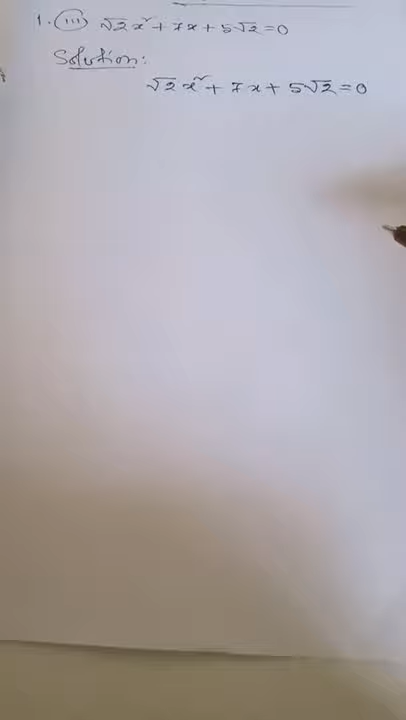 1. (iii) √2x² + 7x + 5√2 = 0
Solution:
√2x² + 7x + 5√2 = 0